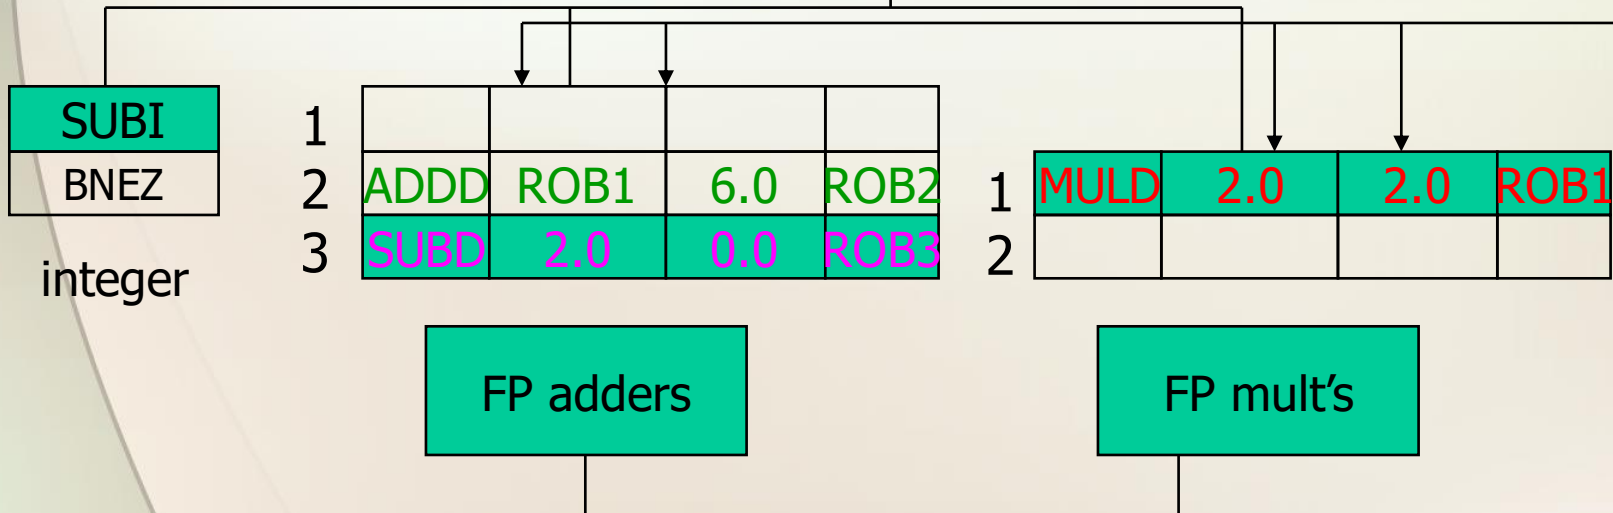 SUBI
BNEZ
integer
1
2 ADDD ROB1 6.0 ROB2
3 SUBD 2.0 0.0 ROB3
1 MULD 2.0 2.0 ROB1
2
FP adders
FP mult’s